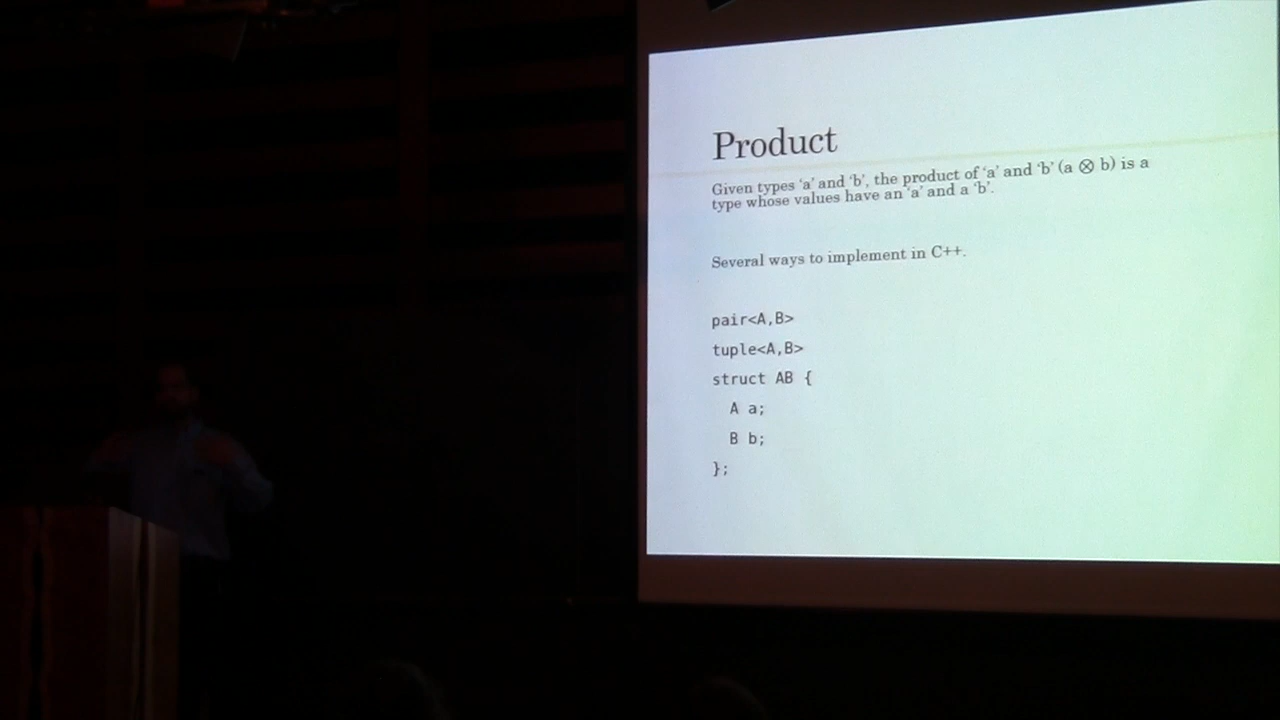 Product
Given types ‘a’ and ‘b’, the product of ‘a’ and ‘b’ (a ⊗ b) is a
type whose values have an ‘a’ and a ‘b’.
Several ways to implement in C++.
pair<A,B>
tuple<A,B>
struct AB {
  A a;
  B b;
};